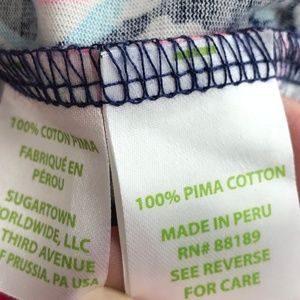 100% COTON PIMA
FABRIQUÉ EN
PÉROU
SUGARTOWN
WORLDWIDE, LLC
THIRD AVENUE
PRUSSIA, PA USA
100% PIMA COTTON
MADE IN PERU
RN# 88189
SEE REVERSE
FOR CARE